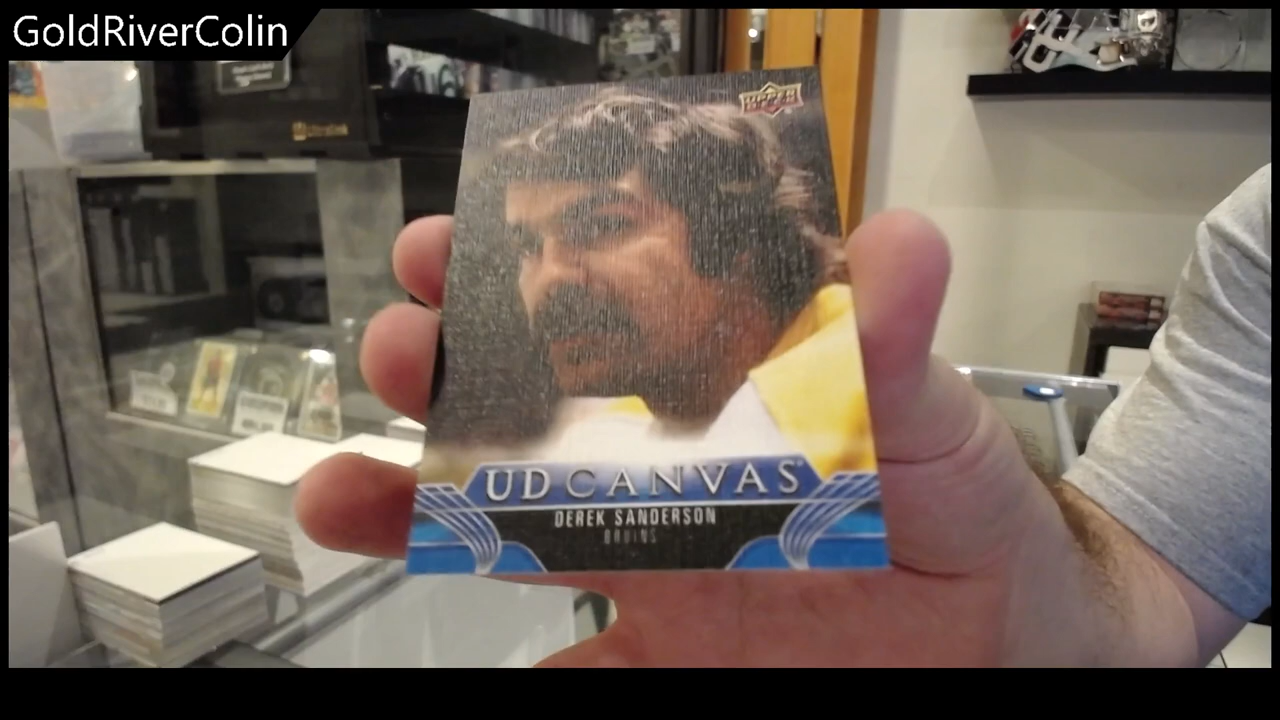 GoldRiverColin
UPPER
DECK
UD CANVAS
DEREK SANDERSON
BRUINS